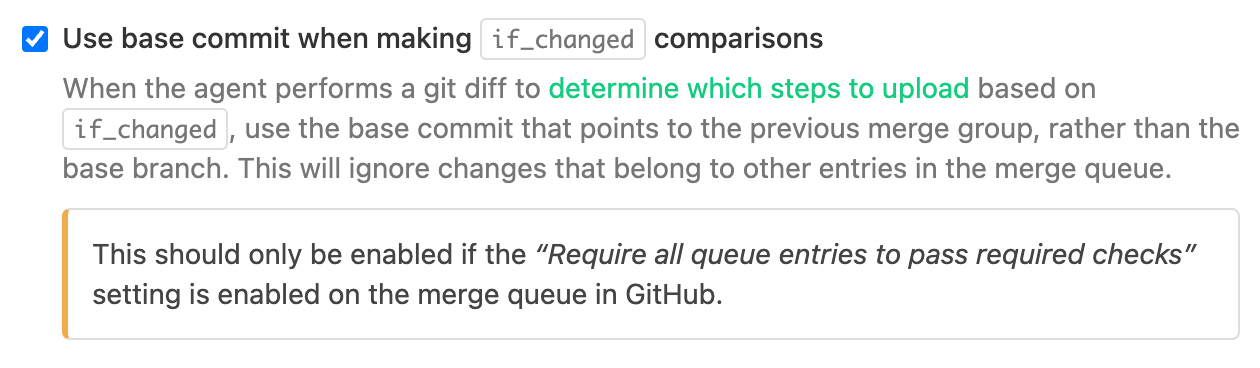 Use base commit when making if_changed comparisons
When the agent performs a git diff to determine which steps to upload based on
if_changed, use the base commit that points to the previous merge group, rather than the
base branch. This will ignore changes that belong to other entries in the merge queue.
This should only be enabled if the “Require all queue entries to pass required checks”
setting is enabled on the merge queue in GitHub.